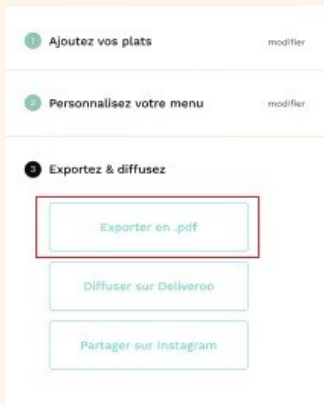 1 Ajoutez vos plats modifier
2 Personnalisez votre menu modifier
3 Exportez & diffusez
Exporter en .pdf
Diffuser sur Deliveroo
Partager sur Instagram